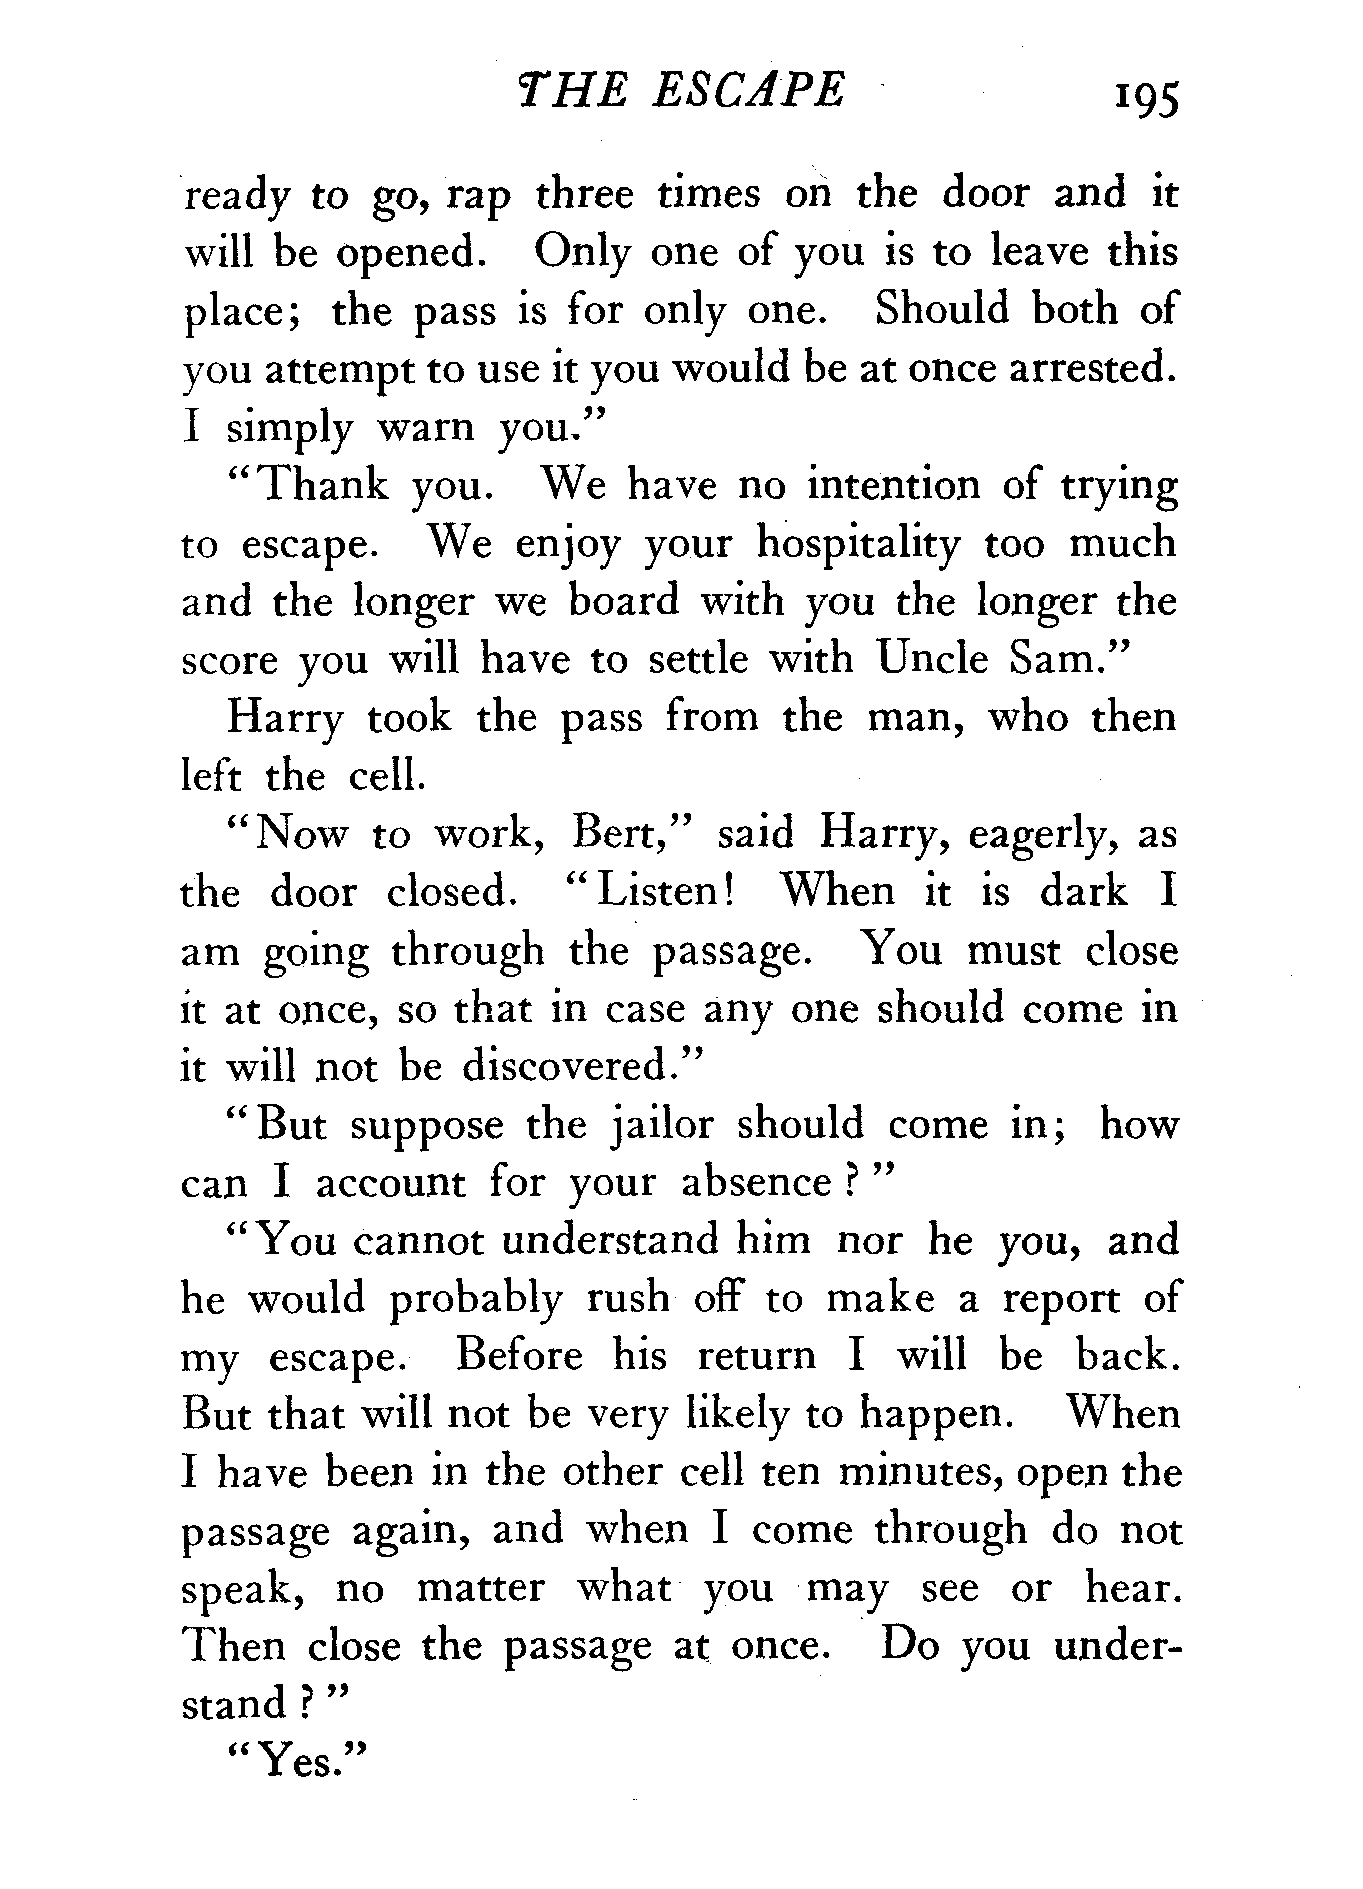 THE ESCAPE 195
ready to go, rap three times on the door and it
will be opened. Only one of you is to leave this
place; the pass is for only one. Should both of
you attempt to use it you would be at once arrested.
I simply warn you."
"Thank you. We have no intention of trying
to escape. We enjoy your hospitality too much
and the longer we board with you the longer the
score you will have to settle with Uncle Sam."
Harry took the pass from the man, who then
left the cell.
"Now to work, Bert," said Harry, eagerly, as
the door closed. "Listen! When it is dark I
am going through the passage. You must close
it at once, so that in case any one should come in
it will not be discovered."
"But suppose the jailor should come in; how
can I account for your absence?"
"You cannot understand him nor he you, and
he would probably rush off to make a report of
my escape. Before his return I will be back.
But that will not be very likely to happen. When
I have been in the other cell ten minutes, open the
passage again, and when I come through do not
speak, no matter what you may see or hear.
Then close the passage at once. Do you under-
stand?"
"Yes."